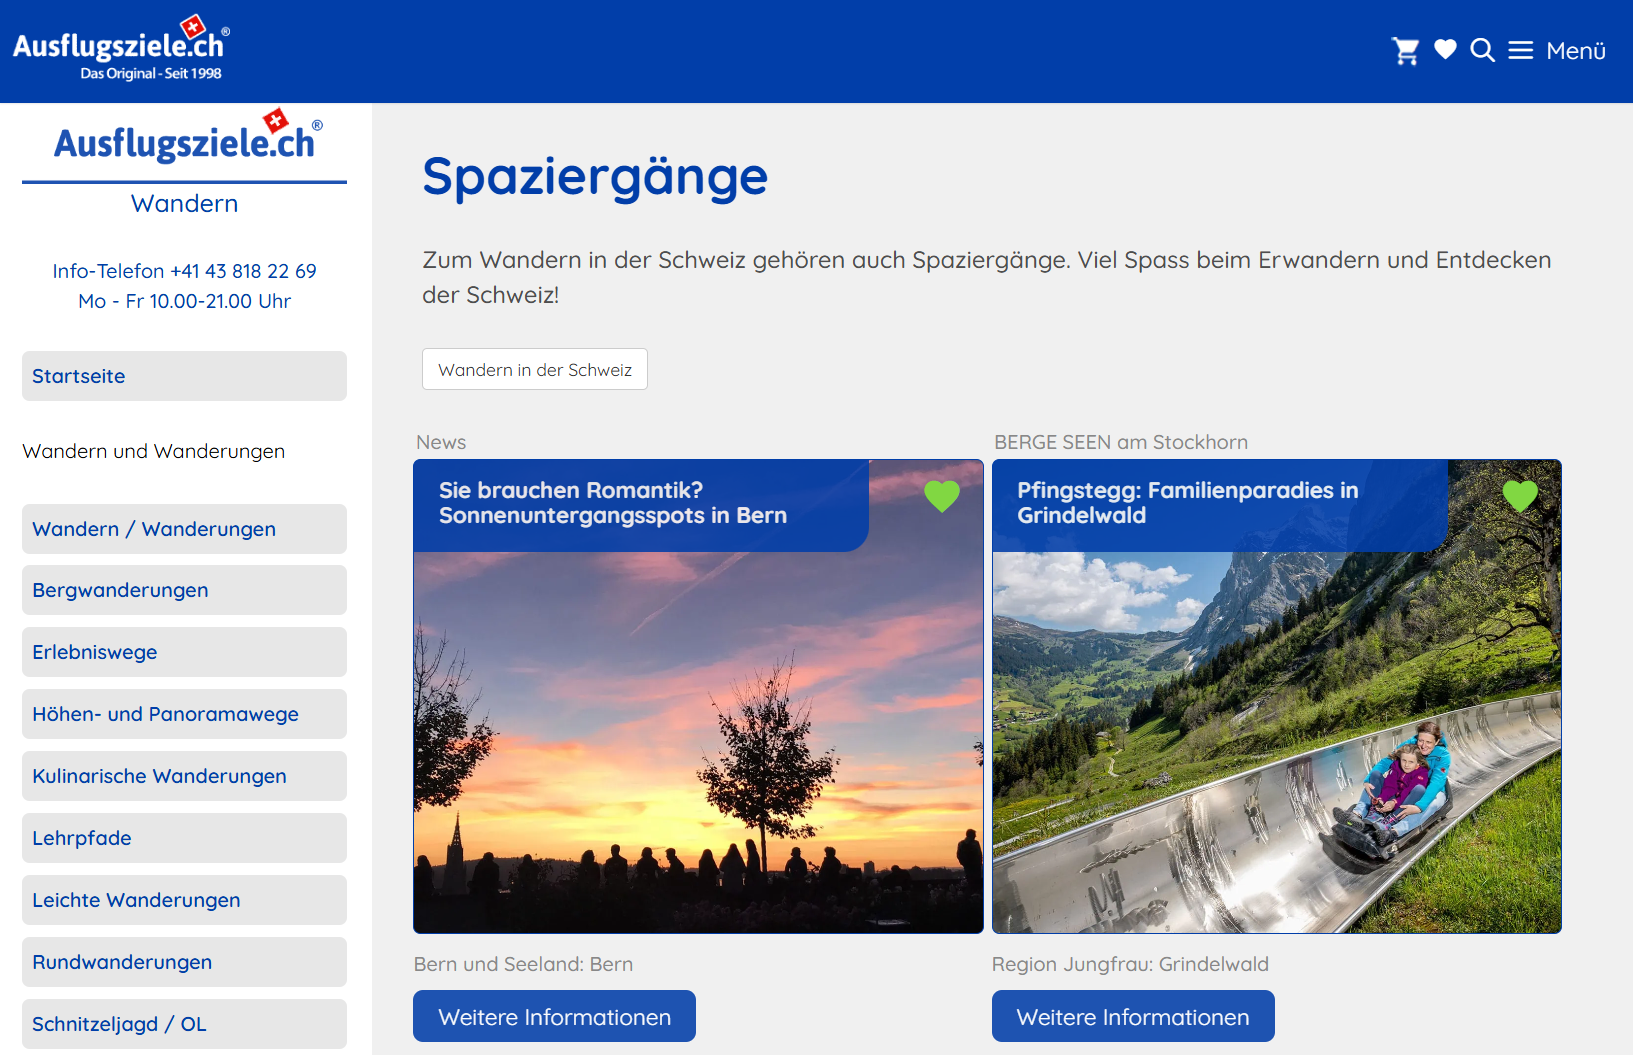 Ausflugsziele.ch®
Das Original - Seit 1998
Menü
Ausflugsziele.ch®
Wandern
Info-Telefon +41 43 818 22 69
Mo - Fr 10.00-21.00 Uhr
Startseite
Wandern und Wanderungen
Wandern / Wanderungen
Bergwanderungen
Erlebniswege
Höhen- und Panoramawege
Kulinarische Wanderungen
Lehrpfade
Leichte Wanderungen
Rundwanderungen
Schnitzeljagd / OL
Spaziergänge
Zum Wandern in der Schweiz gehören auch Spaziergänge. Viel Spass beim Erwandern und Entdecken
der Schweiz!
Wandern in der Schweiz
News
Sie brauchen Romantik?
Sonnenuntergangsspots in Bern
Bern und Seeland: Bern
Weitere Informationen
BERGE SEEN am Stockhorn
Pfingstegg: Familienparadies in
Grindelwald
Region Jungfrau: Grindelwald
Weitere Informationen